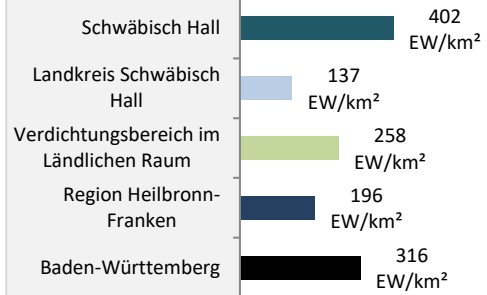 Schwäbisch Hall
402
EW/km²
Landkreis Schwäbisch
Hall
137
EW/km²
Verdichtungsbereich im
Ländlichen Raum
258
EW/km²
Region Heilbronn-
Franken
196
EW/km²
Baden-Württemberg
316
EW/km²